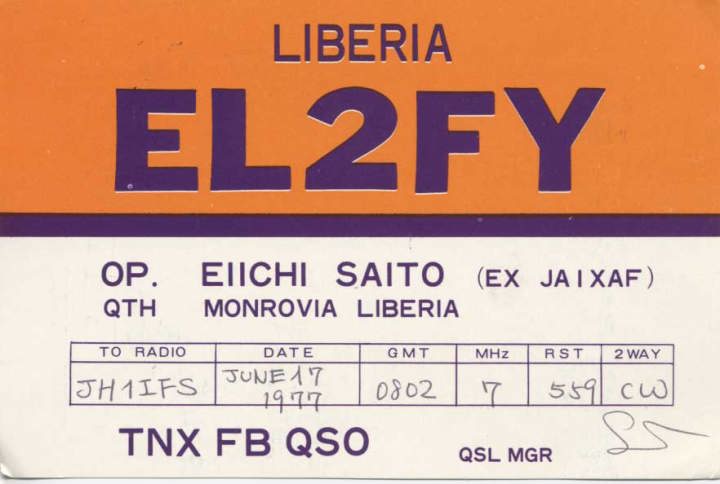 LIBERIA
EL2FY
OP. EIICHI SAITO (EX JA1XAF)
QTH MONROVIA LIBERIA
TO RADIO DATE GMT MHz RST 2WAY
JH1IFS JUNE 17 1977 0802 7 559 CW
TNX FB QSO
QSL MGR